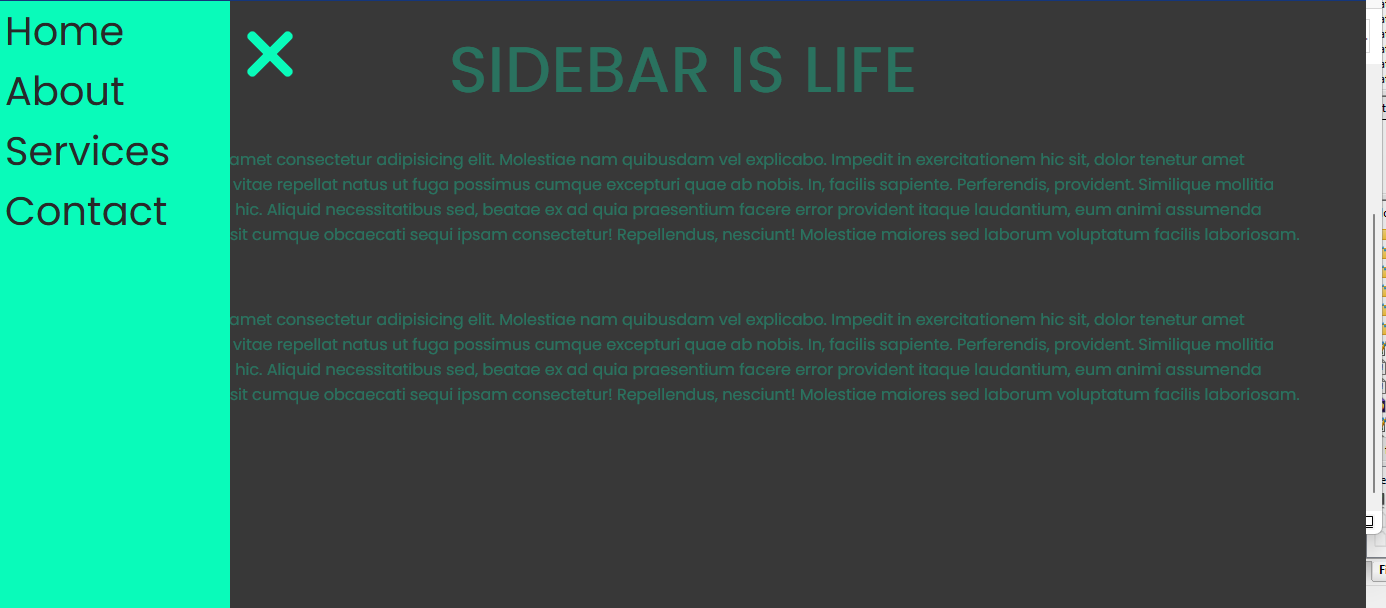 Home
About
Services
Contact
SIDEBAR IS LIFE
amet consectetur adipisicing elit. Molestiae nam quibusdam vel explicabo. Impedit in exercitationem hic sit, dolor tenetur amet
vitae repellat natus ut fuga possimus cumque excepturi quae ab nobis. In, facilis sapiente. Perferendis, provident. Similique mollitia
hic. Aliquid necessitatibus sed, beatae ex ad quia praesentium facere error provident itaque laudantium, eum animi assumenda
sit cumque obcaecati sequi ipsam consectetur! Repellendus, nesciunt! Molestiae maiores sed laborum voluptatum facilis laboriosam.
amet consectetur adipisicing elit. Molestiae nam quibusdam vel explicabo. Impedit in exercitationem hic sit, dolor tenetur amet
vitae repellat natus ut fuga possimus cumque excepturi quae ab nobis. In, facilis sapiente. Perferendis, provident. Similique mollitia
hic. Aliquid necessitatibus sed, beatae ex ad quia praesentium facere error provident itaque laudantium, eum animi assumenda
sit cumque obcaecati sequi ipsam consectetur! Repellendus, nesciunt! Molestiae maiores sed laborum voluptatum facilis laboriosam.